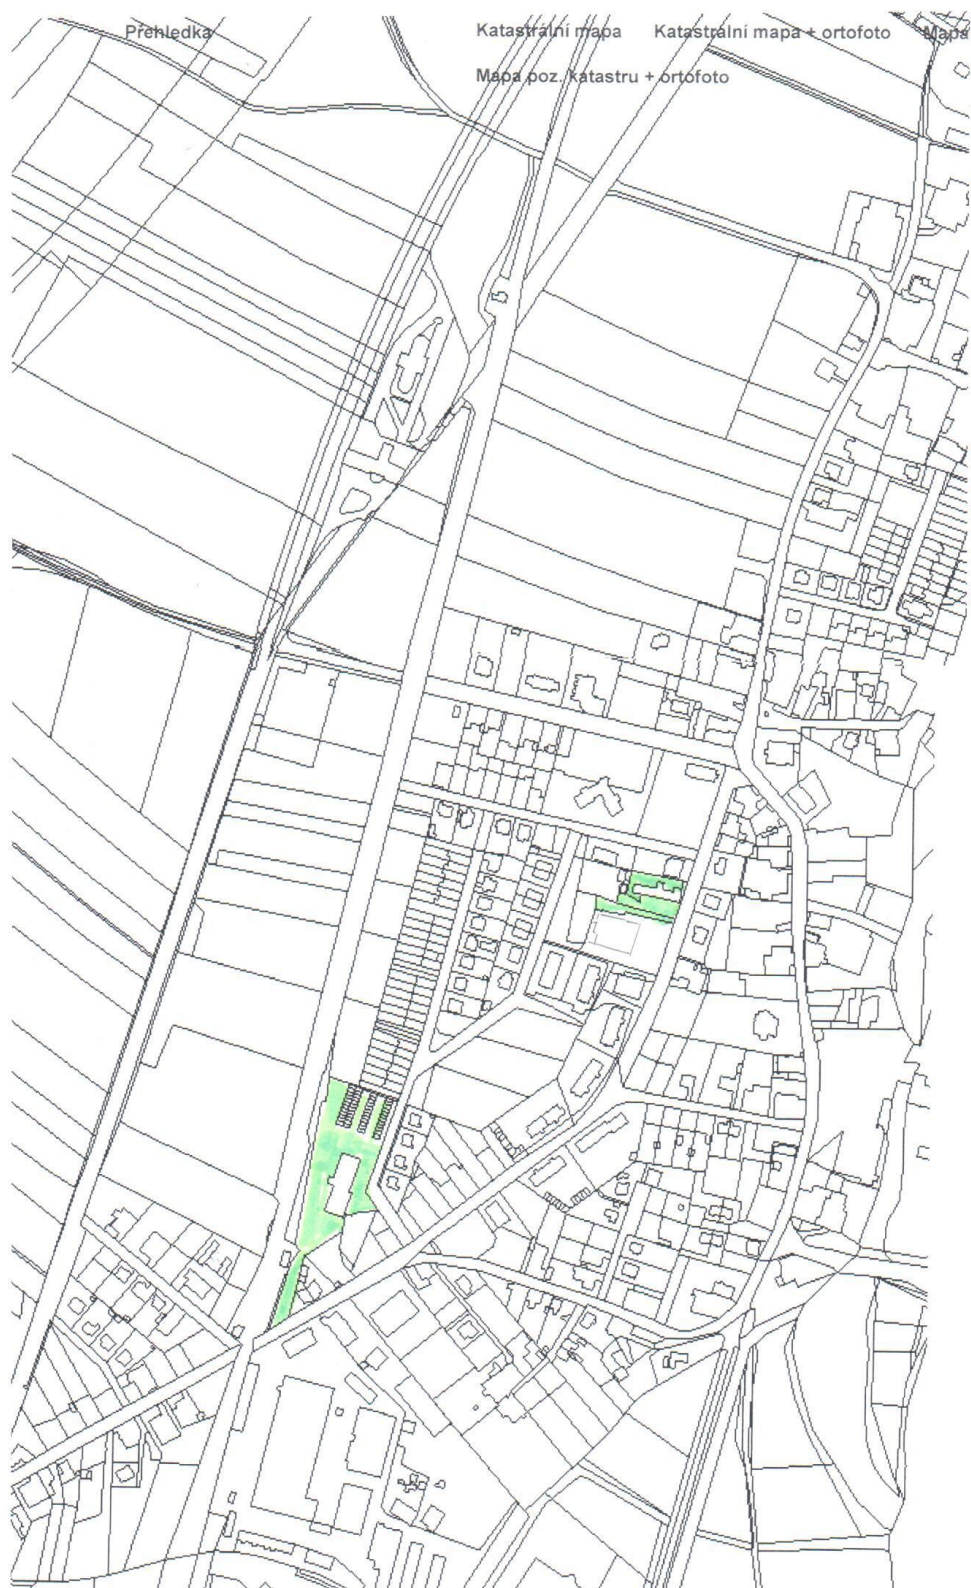 Přehledka Katastrální mapa Katastrální mapa + ortofoto Mapa
Mapa poz. katastru + ortofoto